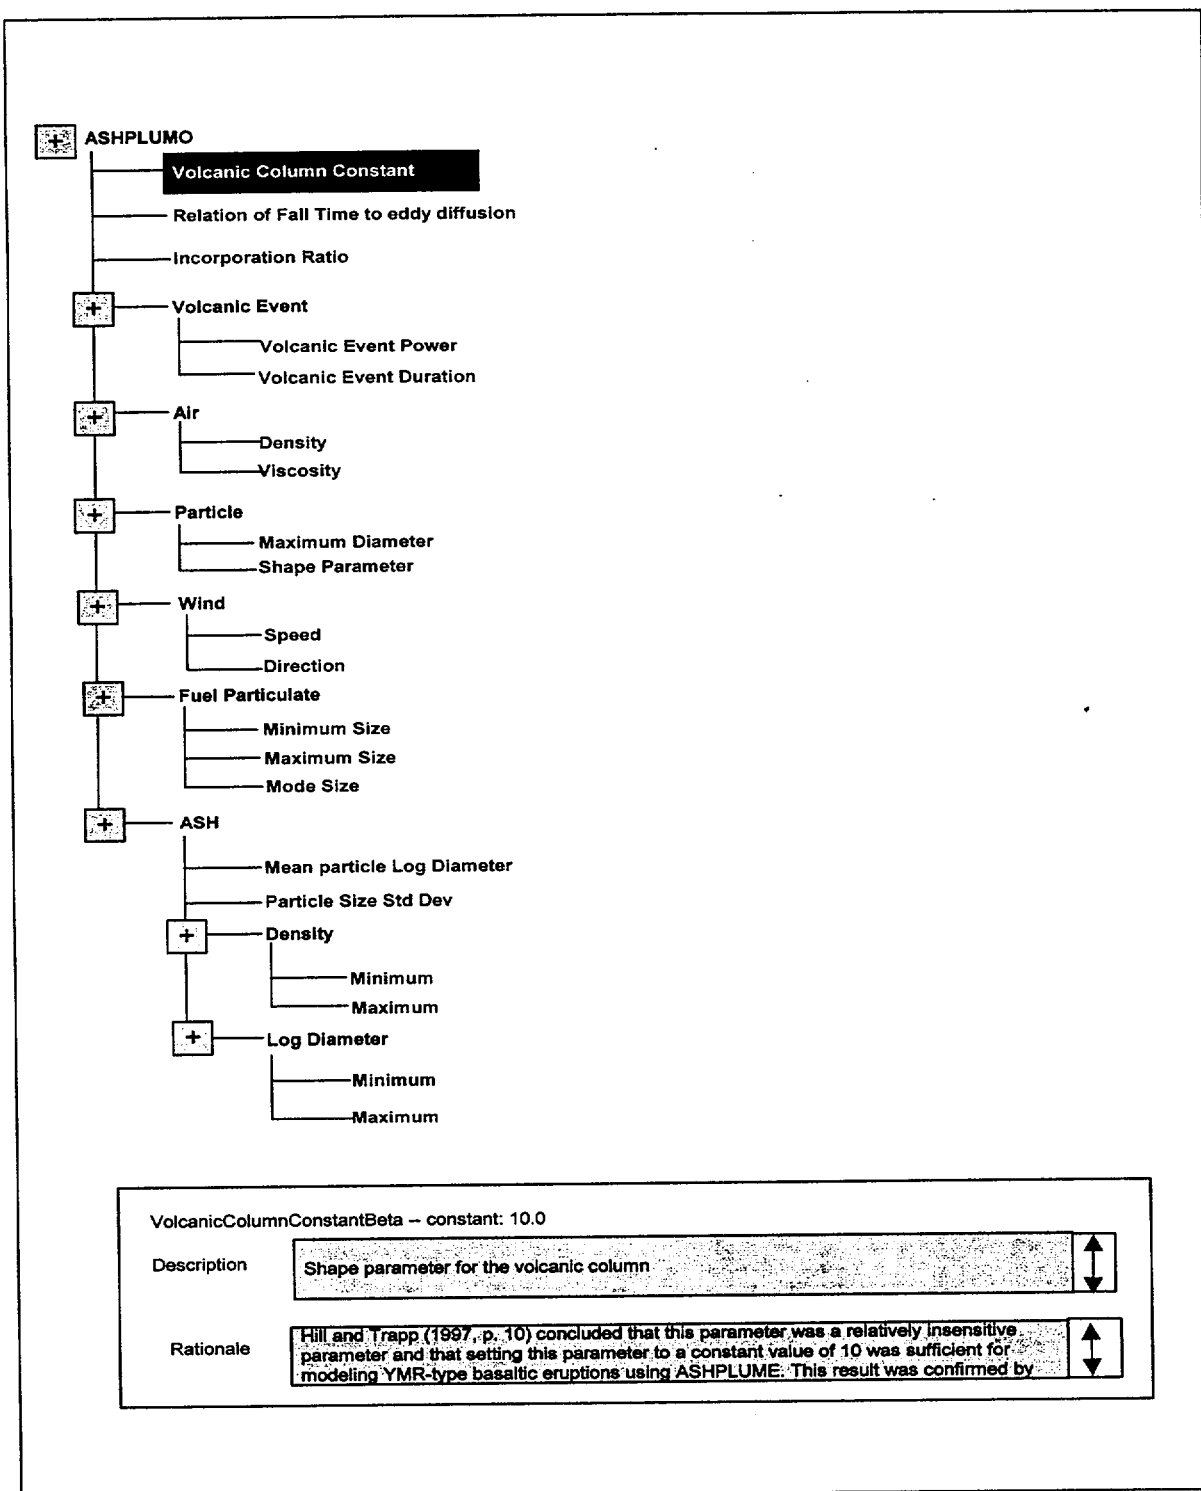 + ASHPLUMO
Volcanic Column Constant
Relation of Fall Time to eddy diffusion
Incorporation Ratio
+ Volcanic Event
Volcanic Event Power
Volcanic Event Duration
+ Air
Density
Viscosity
+ Particle
Maximum Diameter
Shape Parameter
+ Wind
Speed
Direction
+ Fuel Particulate
Minimum Size
Maximum Size
Mode Size
+ ASH
Mean particle Log Diameter
Particle Size Std Dev
+ Density
Minimum
Maximum
+ Log Diameter
Minimum
Maximum
VolcanicColumnConstantBeta -- constant: 10.0
Description Shape parameter for the volcanic column
Rationale
Hill and Trapp (1997, p. 10) concluded that this parameter was a relatively insensitive
parameter and that setting this parameter to a constant value of 10 was sufficient for
modeling YMR-type basaltic eruptions using ASHPLUME. This result was confirmed by